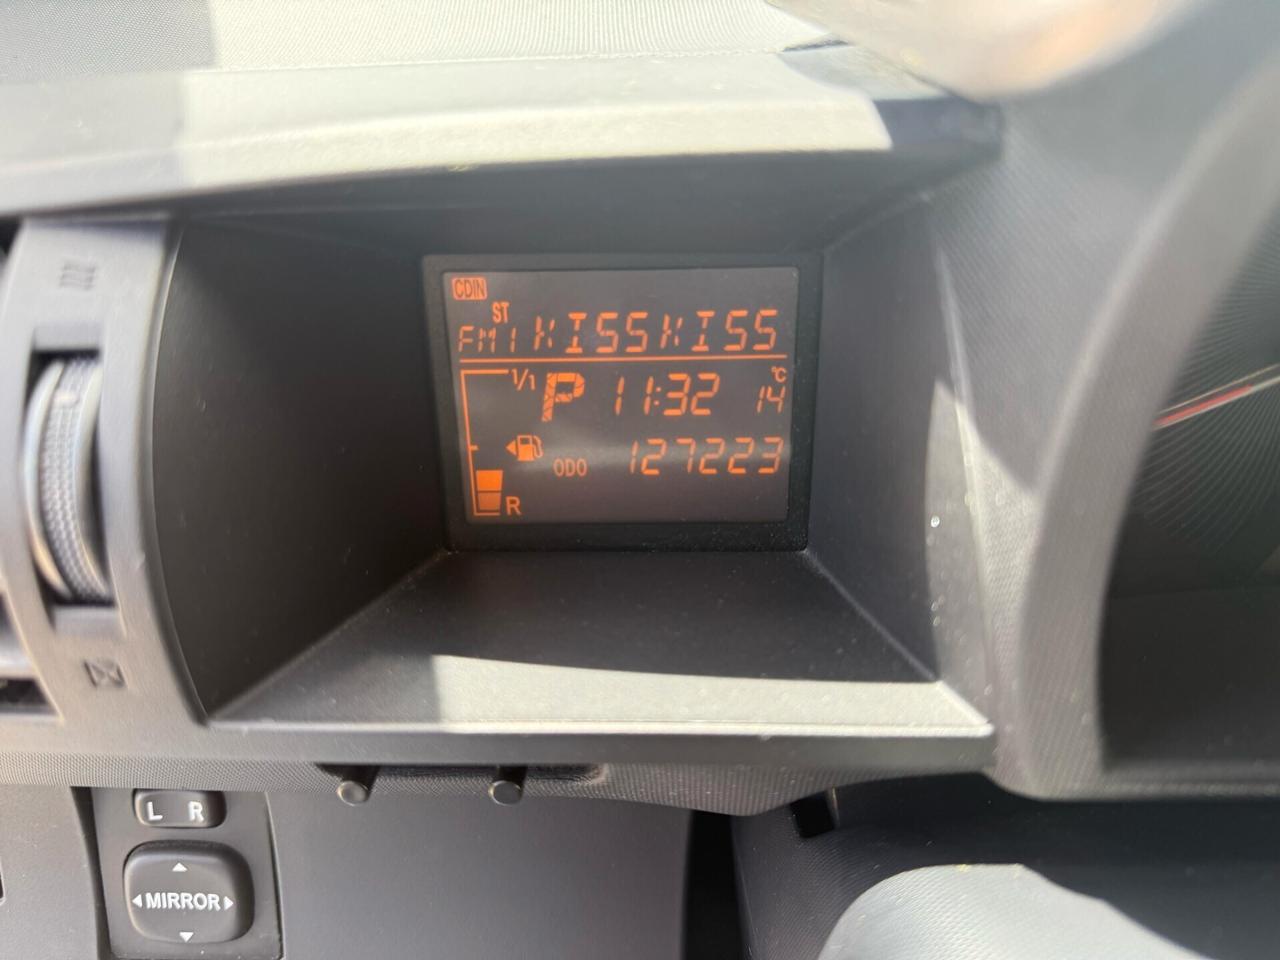 CDIN
ST
FM1 KISSKISS
1/1 P 11:32 14 °C
ODO 127223
R
L R
MIRROR